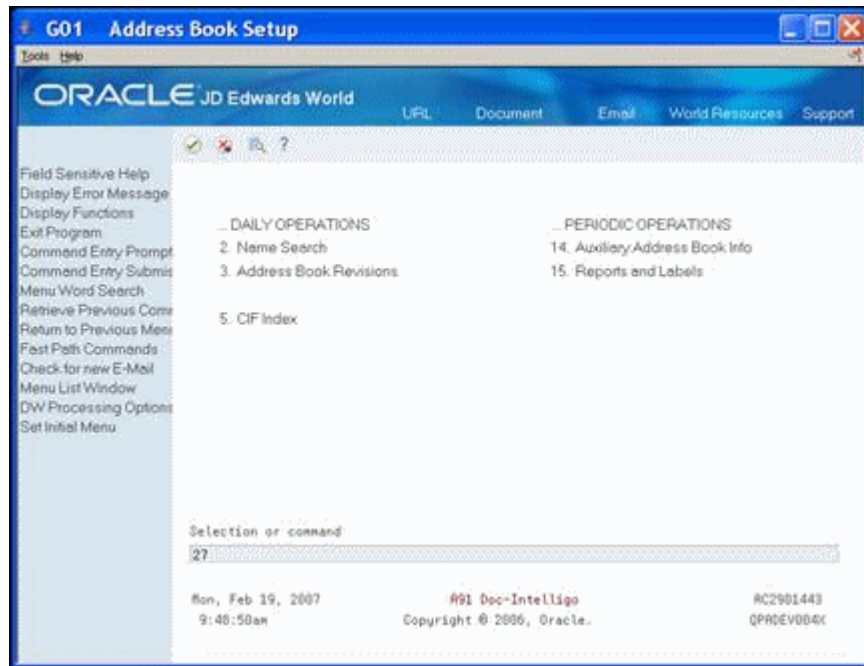 G01 Address Book Setup
Tools Help
ORACLE JD Edwards World
URL Document Email World Resources Support
?
Field Sensitive Help
Display Error Message
Display Functions
Exit Program
Command Entry Prompt
Command Entry Submis
Menu Word Search
Retrieve Previous Com
Return to Previous Men
Fast Path Commands
Check for new E-Mail
Menu List Window
DW Processing Options
Set Initial Menu
... DAILY OPERATIONS
2. Name Search
3. Address Book Revisions
5. CIF Index
... PERIODIC OPERATIONS
14. Auxiliary Address Book Info
15. Reports and Labels
Selection or command
27
Mon, Feb 19, 2007 A91 Doc-Intelligo AC2901443
9:48:50am Copyright © 2006, Oracle. QPADEV004X